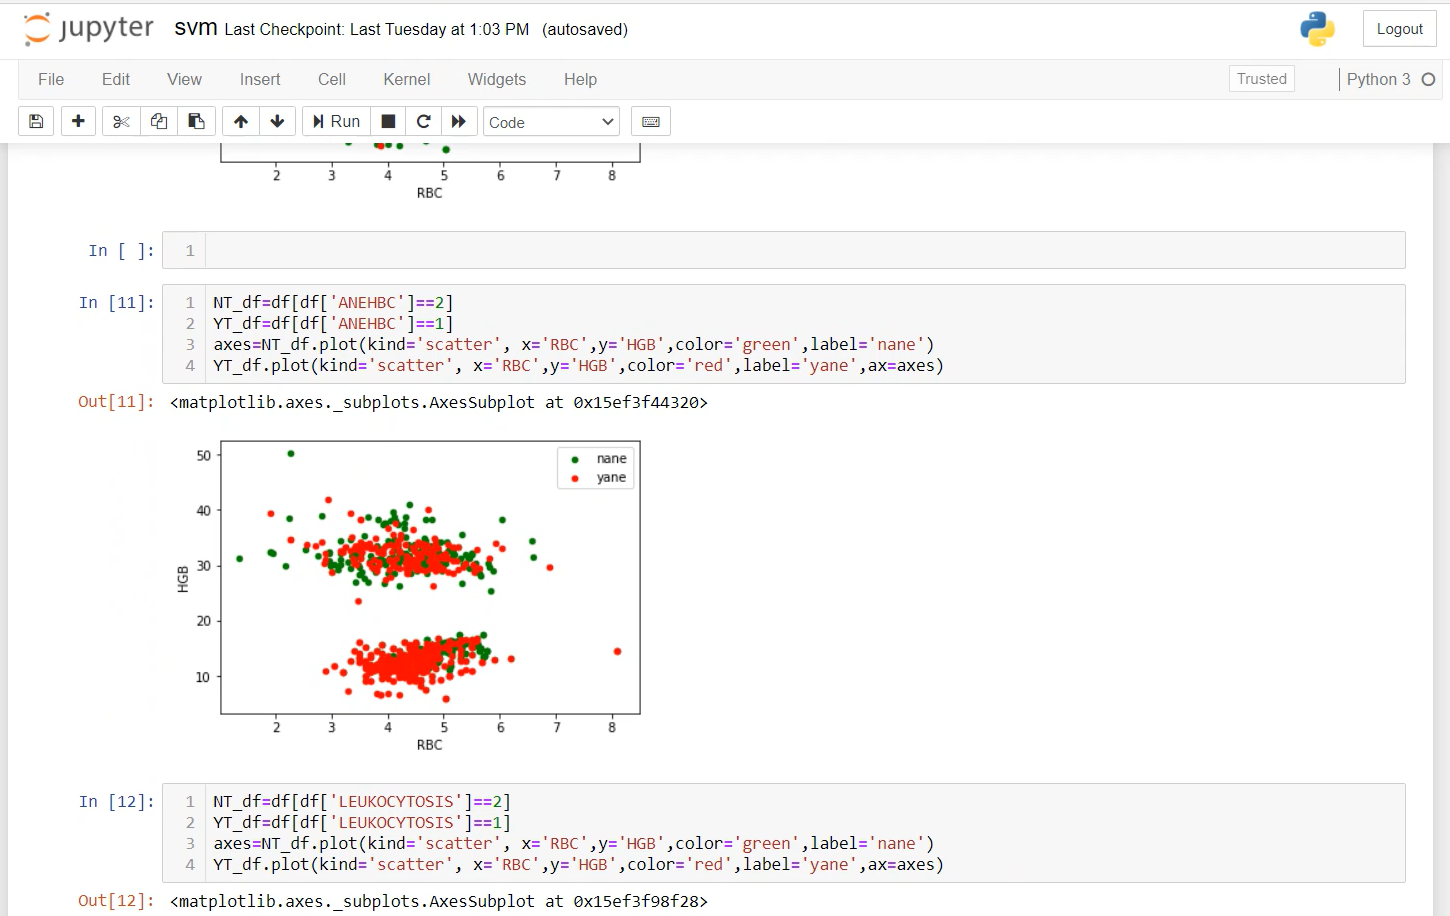 jupyter svm Last Checkpoint: Last Tuesday at 1:03 PM (autosaved) Logout
File Edit View Insert Cell Kernel Widgets Help Trusted Python 3
Run Code
2 3 4 5 6 7 8
RBC
In [ ]: 1
In [11]: 1 NT_df=df[df['ANEHBC']==2]
2 YT_df=df[df['ANEHBC']==1]
3 axes=NT_df.plot(kind='scatter', x='RBC',y='HGB',color='green',label='nane')
4 YT_df.plot(kind='scatter', x='RBC',y='HGB',color='red',label='yane',ax=axes)
Out[11]: <matplotlib.axes._subplots.AxesSubplot at 0x15ef3f44320>
nane
yane
50
40
30
20
10
HGB
2 3 4 5 6 7 8
RBC
In [12]: 1 NT_df=df[df['LEUKOCYTOSIS']==2]
2 YT_df=df[df['LEUKOCYTOSIS']==1]
3 axes=NT_df.plot(kind='scatter', x='RBC',y='HGB',color='green',label='nane')
4 YT_df.plot(kind='scatter', x='RBC',y='HGB',color='red',label='yane',ax=axes)
Out[12]: <matplotlib.axes._subplots.AxesSubplot at 0x15ef3f98f28>